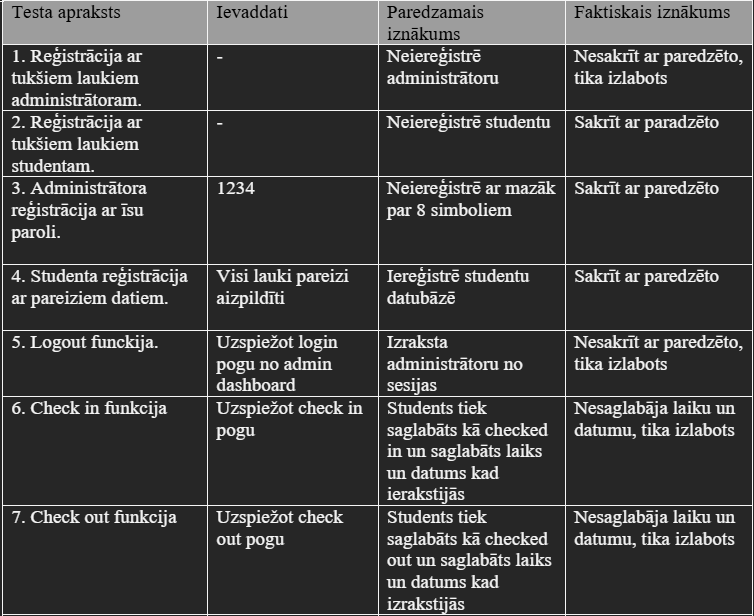 Testa apraksts
Ievaddati
Paredzamais
iznākums
Faktiskais iznākums
1. Reģistrācija ar
tukšiem laukiem
administrātoram.
-
Neiereģistrē
administrātoru
Nesakrīt ar paredzēto,
tika izlabots
2. Reģistrācija ar
tukšiem laukiem
studentam.
-
Neiereģistrē studentu
Sakrīt ar paradzēto
3. Administrātora
reģistrācija ar īsu
paroli.
1234
Neiereģistrē ar mazāk
par 8 simboliem
Sakrīt ar paredzēto
4. Studenta reģistrācija
ar pareiziem datiem.
Visi lauki pareizi
aizpildīti
Iereģistrē studentu
datubāzē
Sakrīt ar paredzēto
5. Logout funckija.
Uzspiežot login
pogu no admin
dashboard
Izraksta
administrātoru no
sesijas
Nesakrīt ar paredzēto,
tika izlabots
6. Check in funkcija
Uzspiežot check in
pogu
Students tiek
saglabāts kā checked
in un saglabāts laiks
un datums kad
ierakstijās
Nesaglabāja laiku un
datumu, tika izlabots
7. Check out funkcija
Uzspiežot check
out pogu
Students tiek
saglabāts kā checked
out un saglabāts laiks
un datums kad
izrakstijās
Nesaglabāja laiku un
datumu, tika izlabots